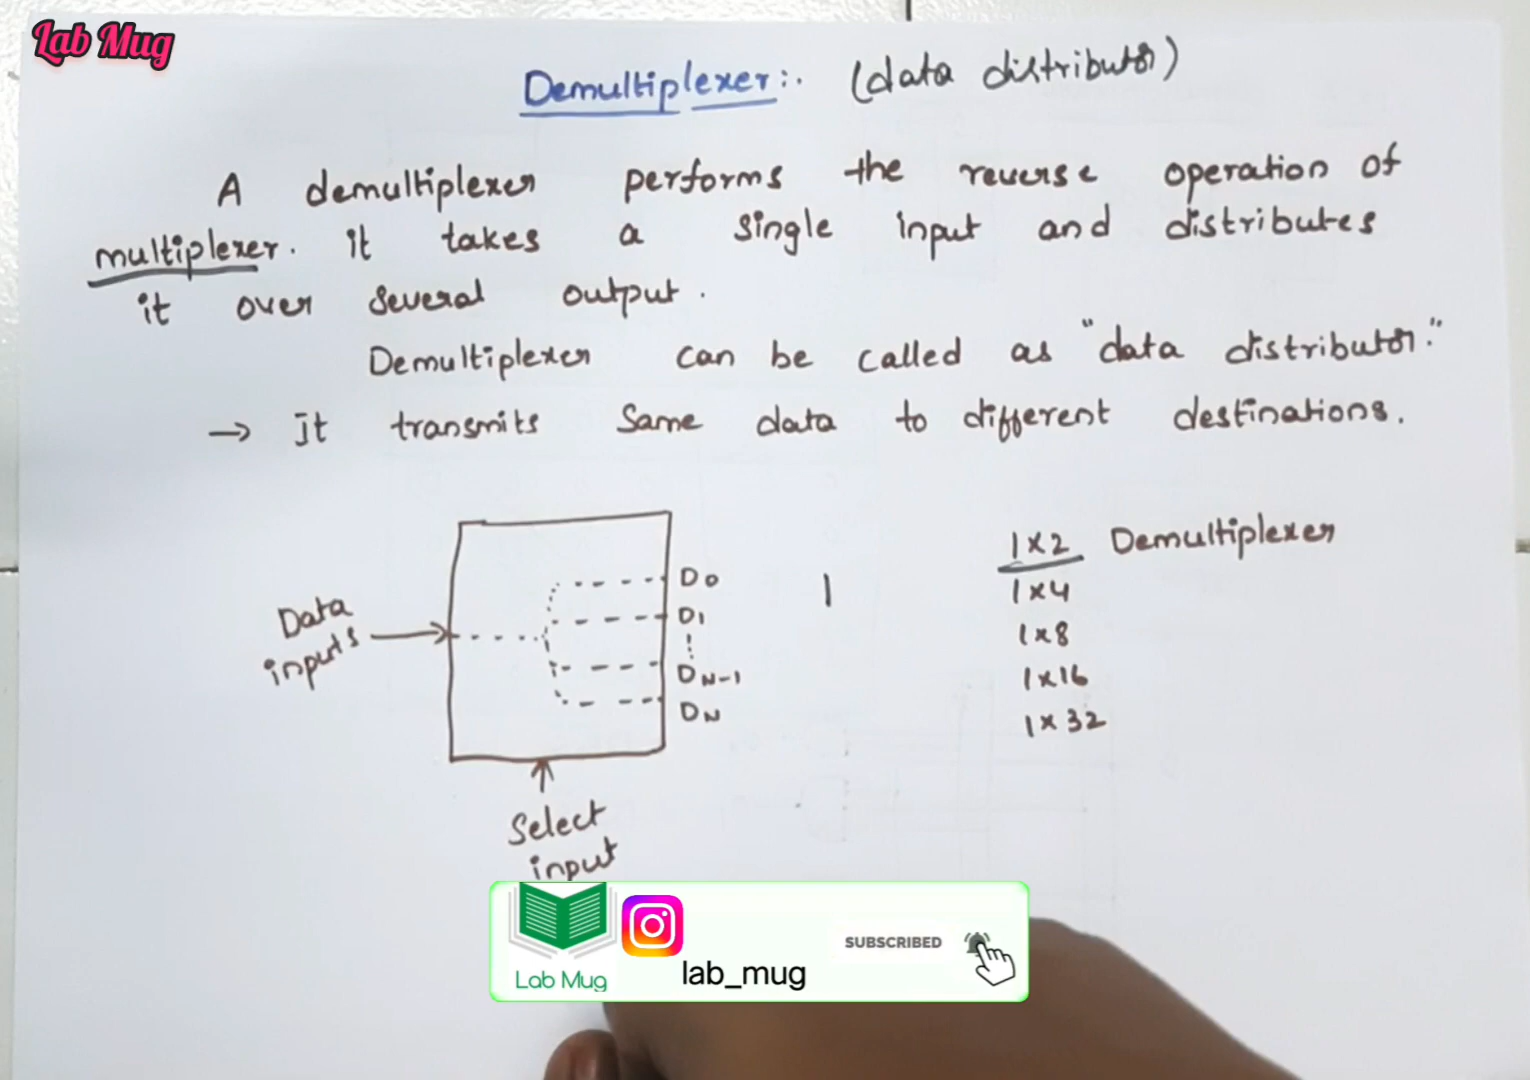 Lab Mug
Demultiplexer:. (data distributor)
A demultiplexer performs the reverse operation of
multiplexer. it takes a single input and distributes
it over several output.
Demultiplexer can be called as "data distributor."
→ it transmits same data to different destinations.
Data
inputs
D0
D1
DN-1
DN
Select
input
1
1x2 Demultiplexer
1x4
1x8
1x16
1x32
Lab Mug
lab_mug
SUBSCRIBED